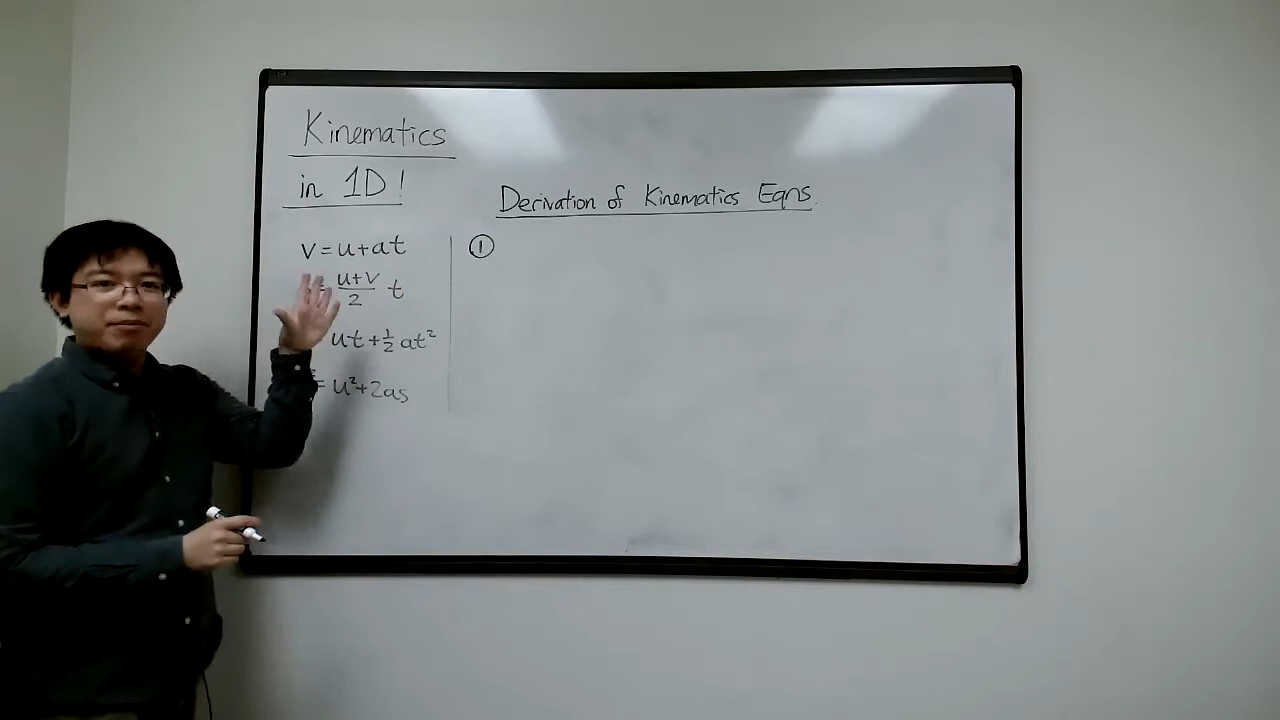 Kinematics
in 1D!
v = u + at
= u+v/2 t
ut + 1/2 at²
= u² + 2as
Derivation of Kinematics Eqns.
①